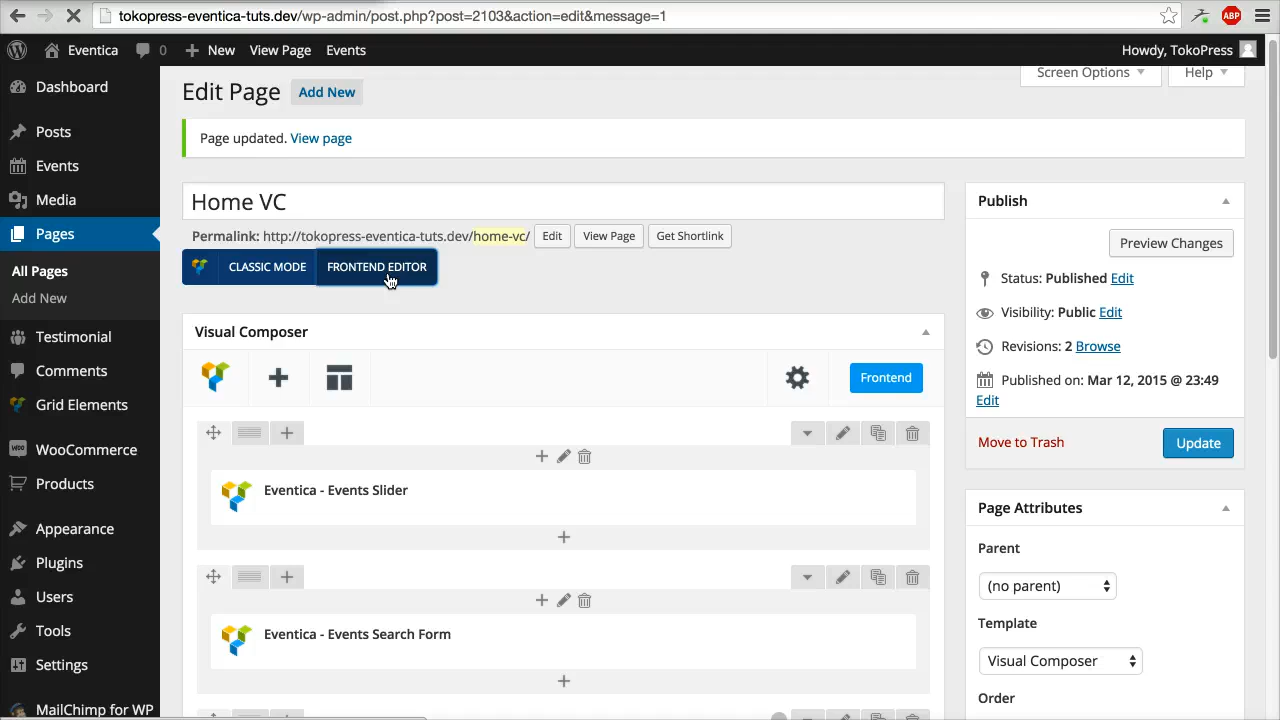 tokopress-eventica-tuts.dev/wp-admin/post.php?post=2103&action=edit&message=1
ABP
Eventica 0 New View Page Events Howdy, TokoPress
Dashboard
Posts
Events
Media
Pages
All Pages
Add New
Testimonial
Comments
Grid Elements
WooCommerce
Products
Appearance
Plugins
Users
Tools
Settings
MailChimp for WP
Screen Options Help
Edit Page Add New
Page updated. View page
Home VC
Permalink: http://tokopress-eventica-tuts.dev/home-vc/ Edit View Page Get Shortlink
CLASSIC MODE FRONTEND EDITOR
Visual Composer
Frontend
Eventica - Events Slider
Eventica - Events Search Form
Publish
Preview Changes
Status: Published Edit
Visibility: Public Edit
Revisions: 2 Browse
Published on: Mar 12, 2015 @ 23:49
Edit
Move to Trash Update
Page Attributes
Parent
(no parent)
Template
Visual Composer
Order